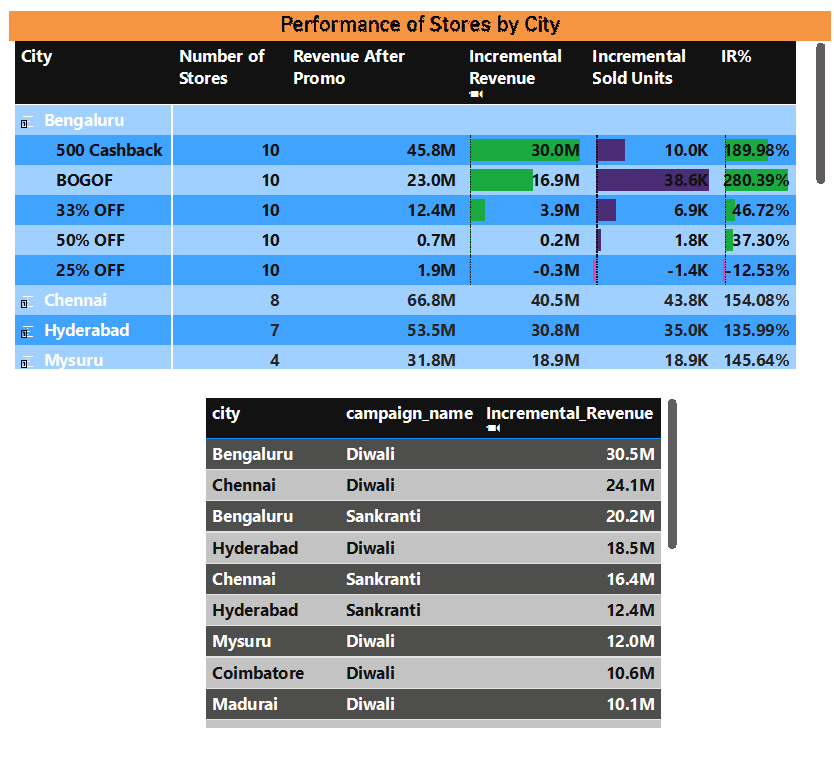 Performance of Stores by City
City Number of Stores Revenue After Promo Incremental Revenue Incremental Sold Units IR%
Bengaluru
500 Cashback 10 45.8M 30.0M 10.0K 189.98%
BOGOF 10 23.0M 16.9M 38.6K 280.39%
33% OFF 10 12.4M 3.9M 6.9K 46.72%
50% OFF 10 0.7M 0.2M 1.8K 37.30%
25% OFF 10 1.9M -0.3M -1.4K -12.53%
Chennai 8 66.8M 40.5M 43.8K 154.08%
Hyderabad 7 53.5M 30.8M 35.0K 135.99%
Mysuru 4 31.8M 18.9M 18.9K 145.64%
city campaign_name Incremental_Revenue
Bengaluru Diwali 30.5M
Chennai Diwali 24.1M
Bengaluru Sankranti 20.2M
Hyderabad Diwali 18.5M
Chennai Sankranti 16.4M
Hyderabad Sankranti 12.4M
Mysuru Diwali 12.0M
Coimbatore Diwali 10.6M
Madurai Diwali 10.1M